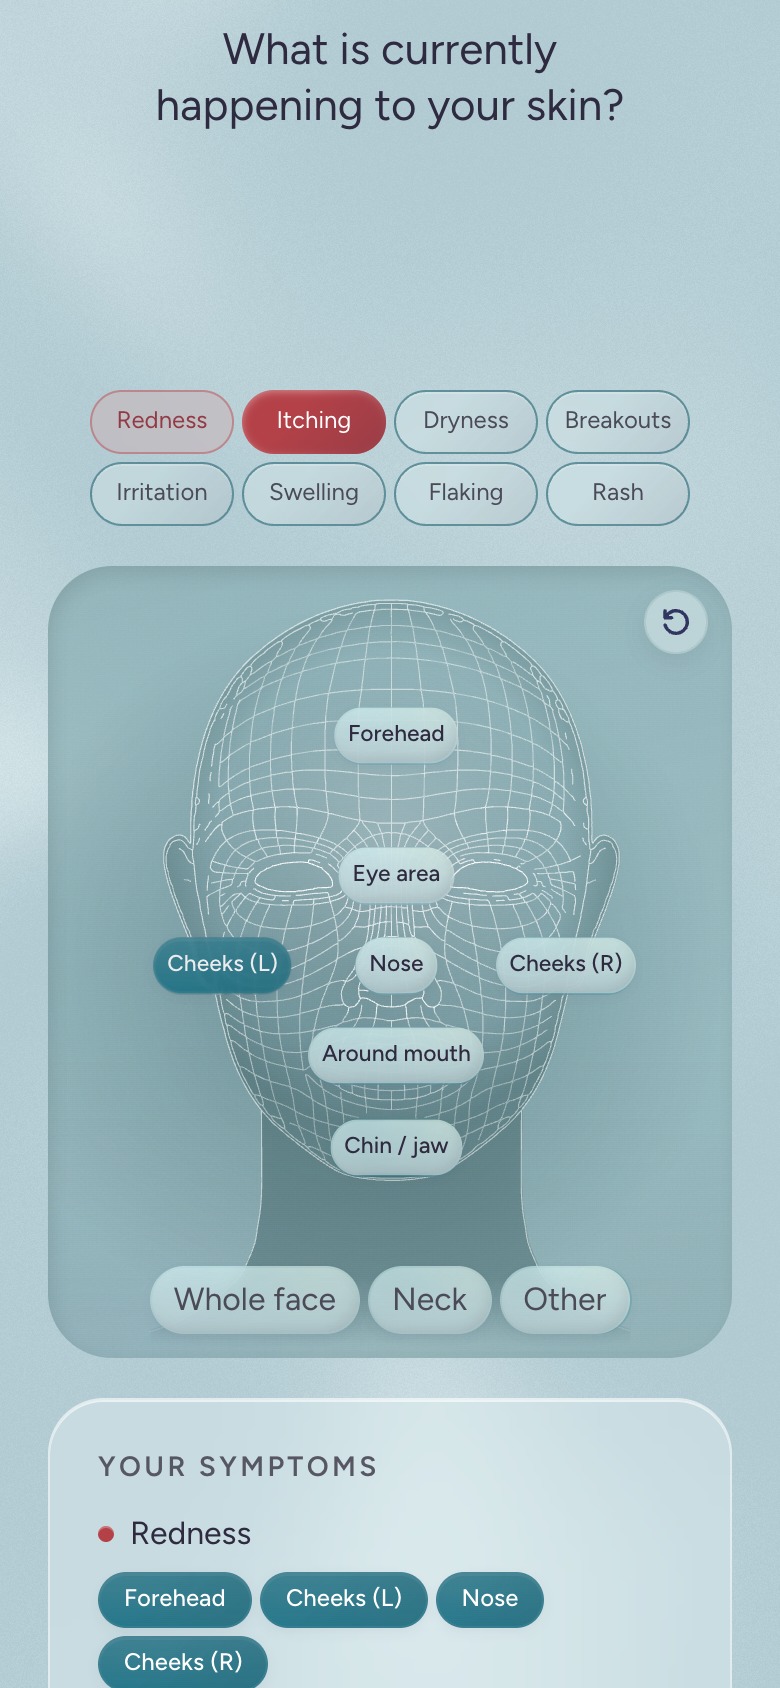 What is currently
happening to your skin?
Redness Itching Dryness Breakouts
Irritation Swelling Flaking Rash
Forehead
Eye area
Cheeks (L) Nose Cheeks (R)
Around mouth
Chin / jaw
Whole face Neck Other
YOUR SYMPTOMS
Redness
Forehead Cheeks (L) Nose
Cheeks (R)